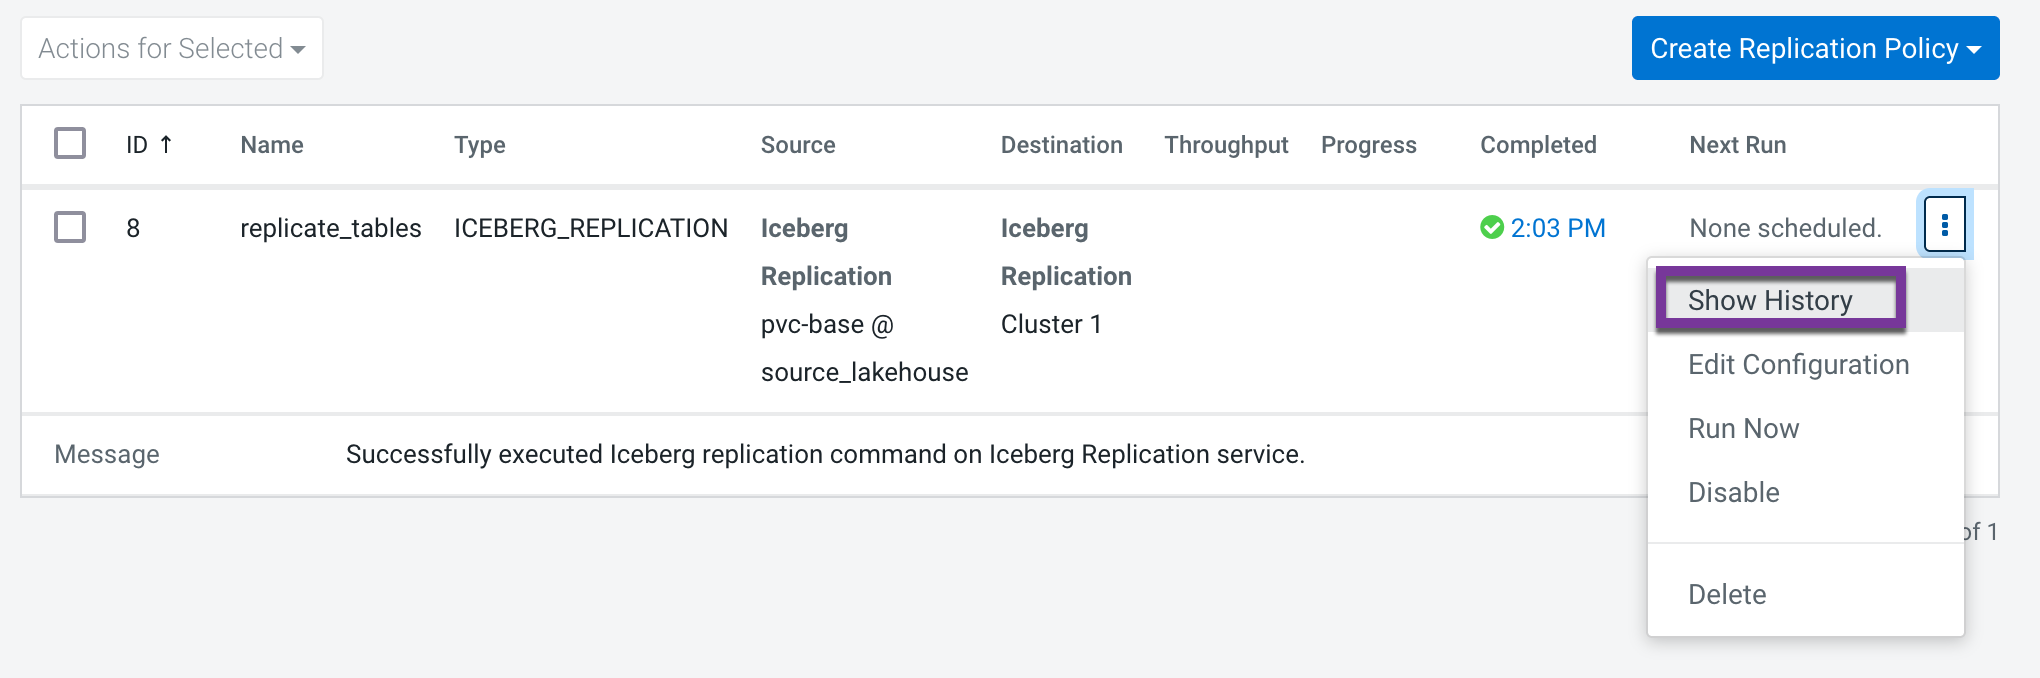 Actions for Selected
Create Replication Policy
ID ↑ Name Type Source Destination Throughput Progress Completed Next Run
8 replicate_tables ICEBERG_REPLICATION Iceberg Iceberg 2:03 PM None scheduled.
Replication Replication
pvc-base @ Cluster 1
source_lakehouse
Message Successfully executed Iceberg replication command on Iceberg Replication service.
Show History
Edit Configuration
Run Now
Disable
Delete
of 1